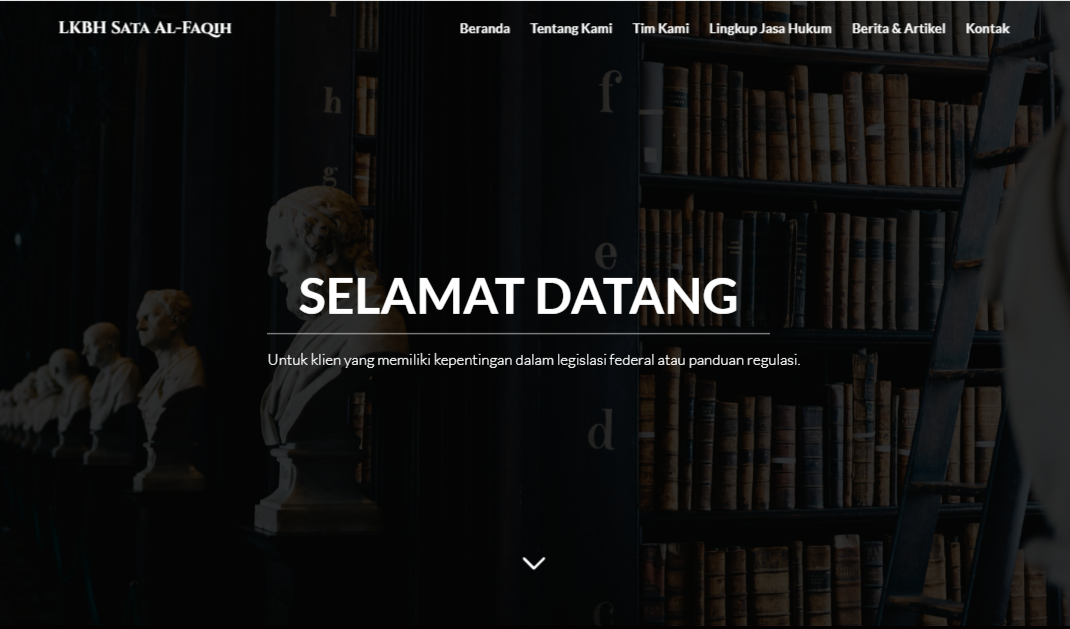 LKBH Sata Al-Faqih
Beranda Tentang Kami Tim Kami Lingkup Jasa Hukum Berita & Artikel Kontak
h
f
g
e
SELAMAT DATANG
Untuk klien yang memiliki kepentingan dalam legislasi federal atau panduan regulasi.
d
c